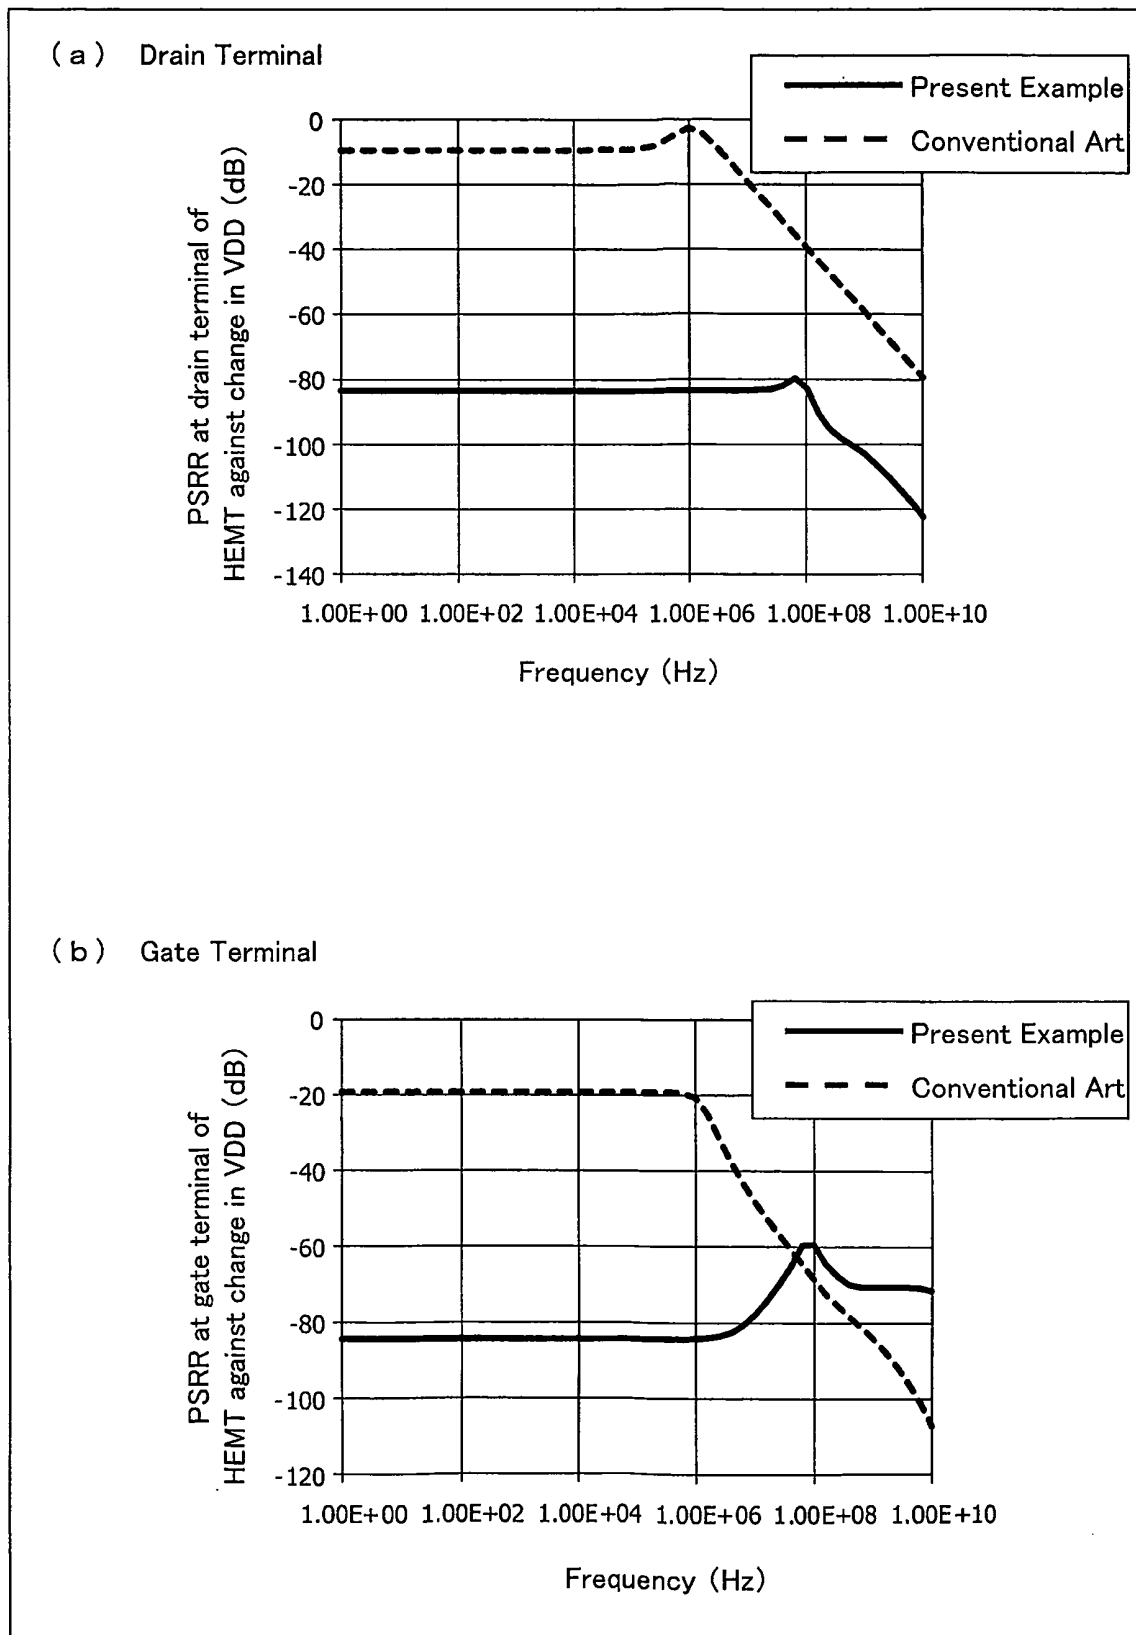 (a) Drain Terminal
Present Example
Conventional Art
PSRR at drain terminal of
HEMT against change in VDD (dB)
0
-20
-40
-60
-80
-100
-120
-140
1.00E+00 1.00E+02 1.00E+04 1.00E+06 1.00E+08 1.00E+10
Frequency (Hz)
(b) Gate Terminal
Present Example
Conventional Art
PSRR at gate terminal of
HEMT against change in VDD (dB)
0
-20
-40
-60
-80
-100
-120
1.00E+00 1.00E+02 1.00E+04 1.00E+06 1.00E+08 1.00E+10
Frequency (Hz)